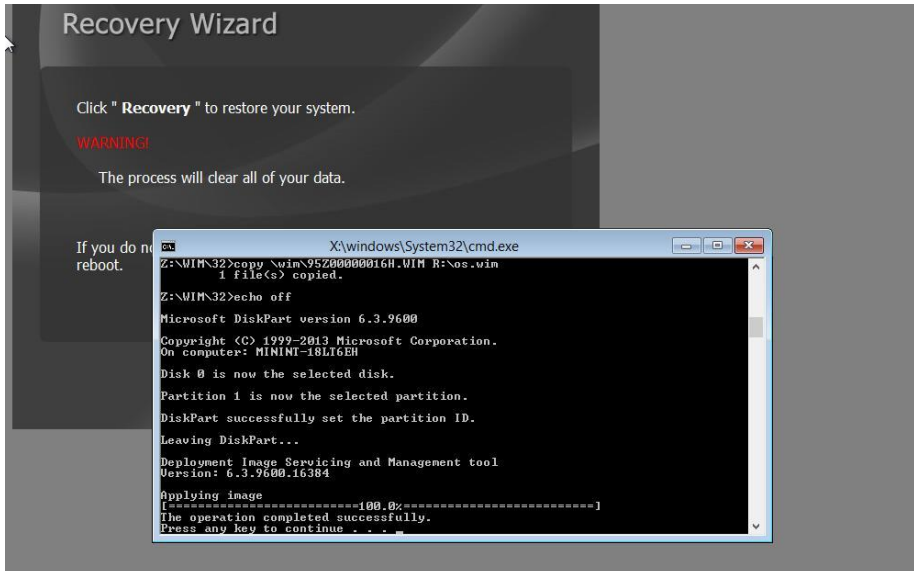 Recovery Wizard
Click " Recovery " to restore your system.
WARNING!
The process will clear all of your data.
If you do no
reboot.
X:\windows\System32\cmd.exe
Z:\WIM\32>copy \wim\95Z00000016H.WIM R:\os.wim
1 file(s) copied.
Z:\WIM\32>echo off
Microsoft DiskPart version 6.3.9600
Copyright (C) 1999-2013 Microsoft Corporation.
On computer: MININT-18LT6EH
Disk 0 is now the selected disk.
Partition 1 is now the selected partition.
DiskPart successfully set the partition ID.
Leaving DiskPart...
Deployment Image Servicing and Management tool
Version: 6.3.9600.16384
Applying image
[==========================100.0%==========================]
The operation completed successfully.
Press any key to continue . . . _